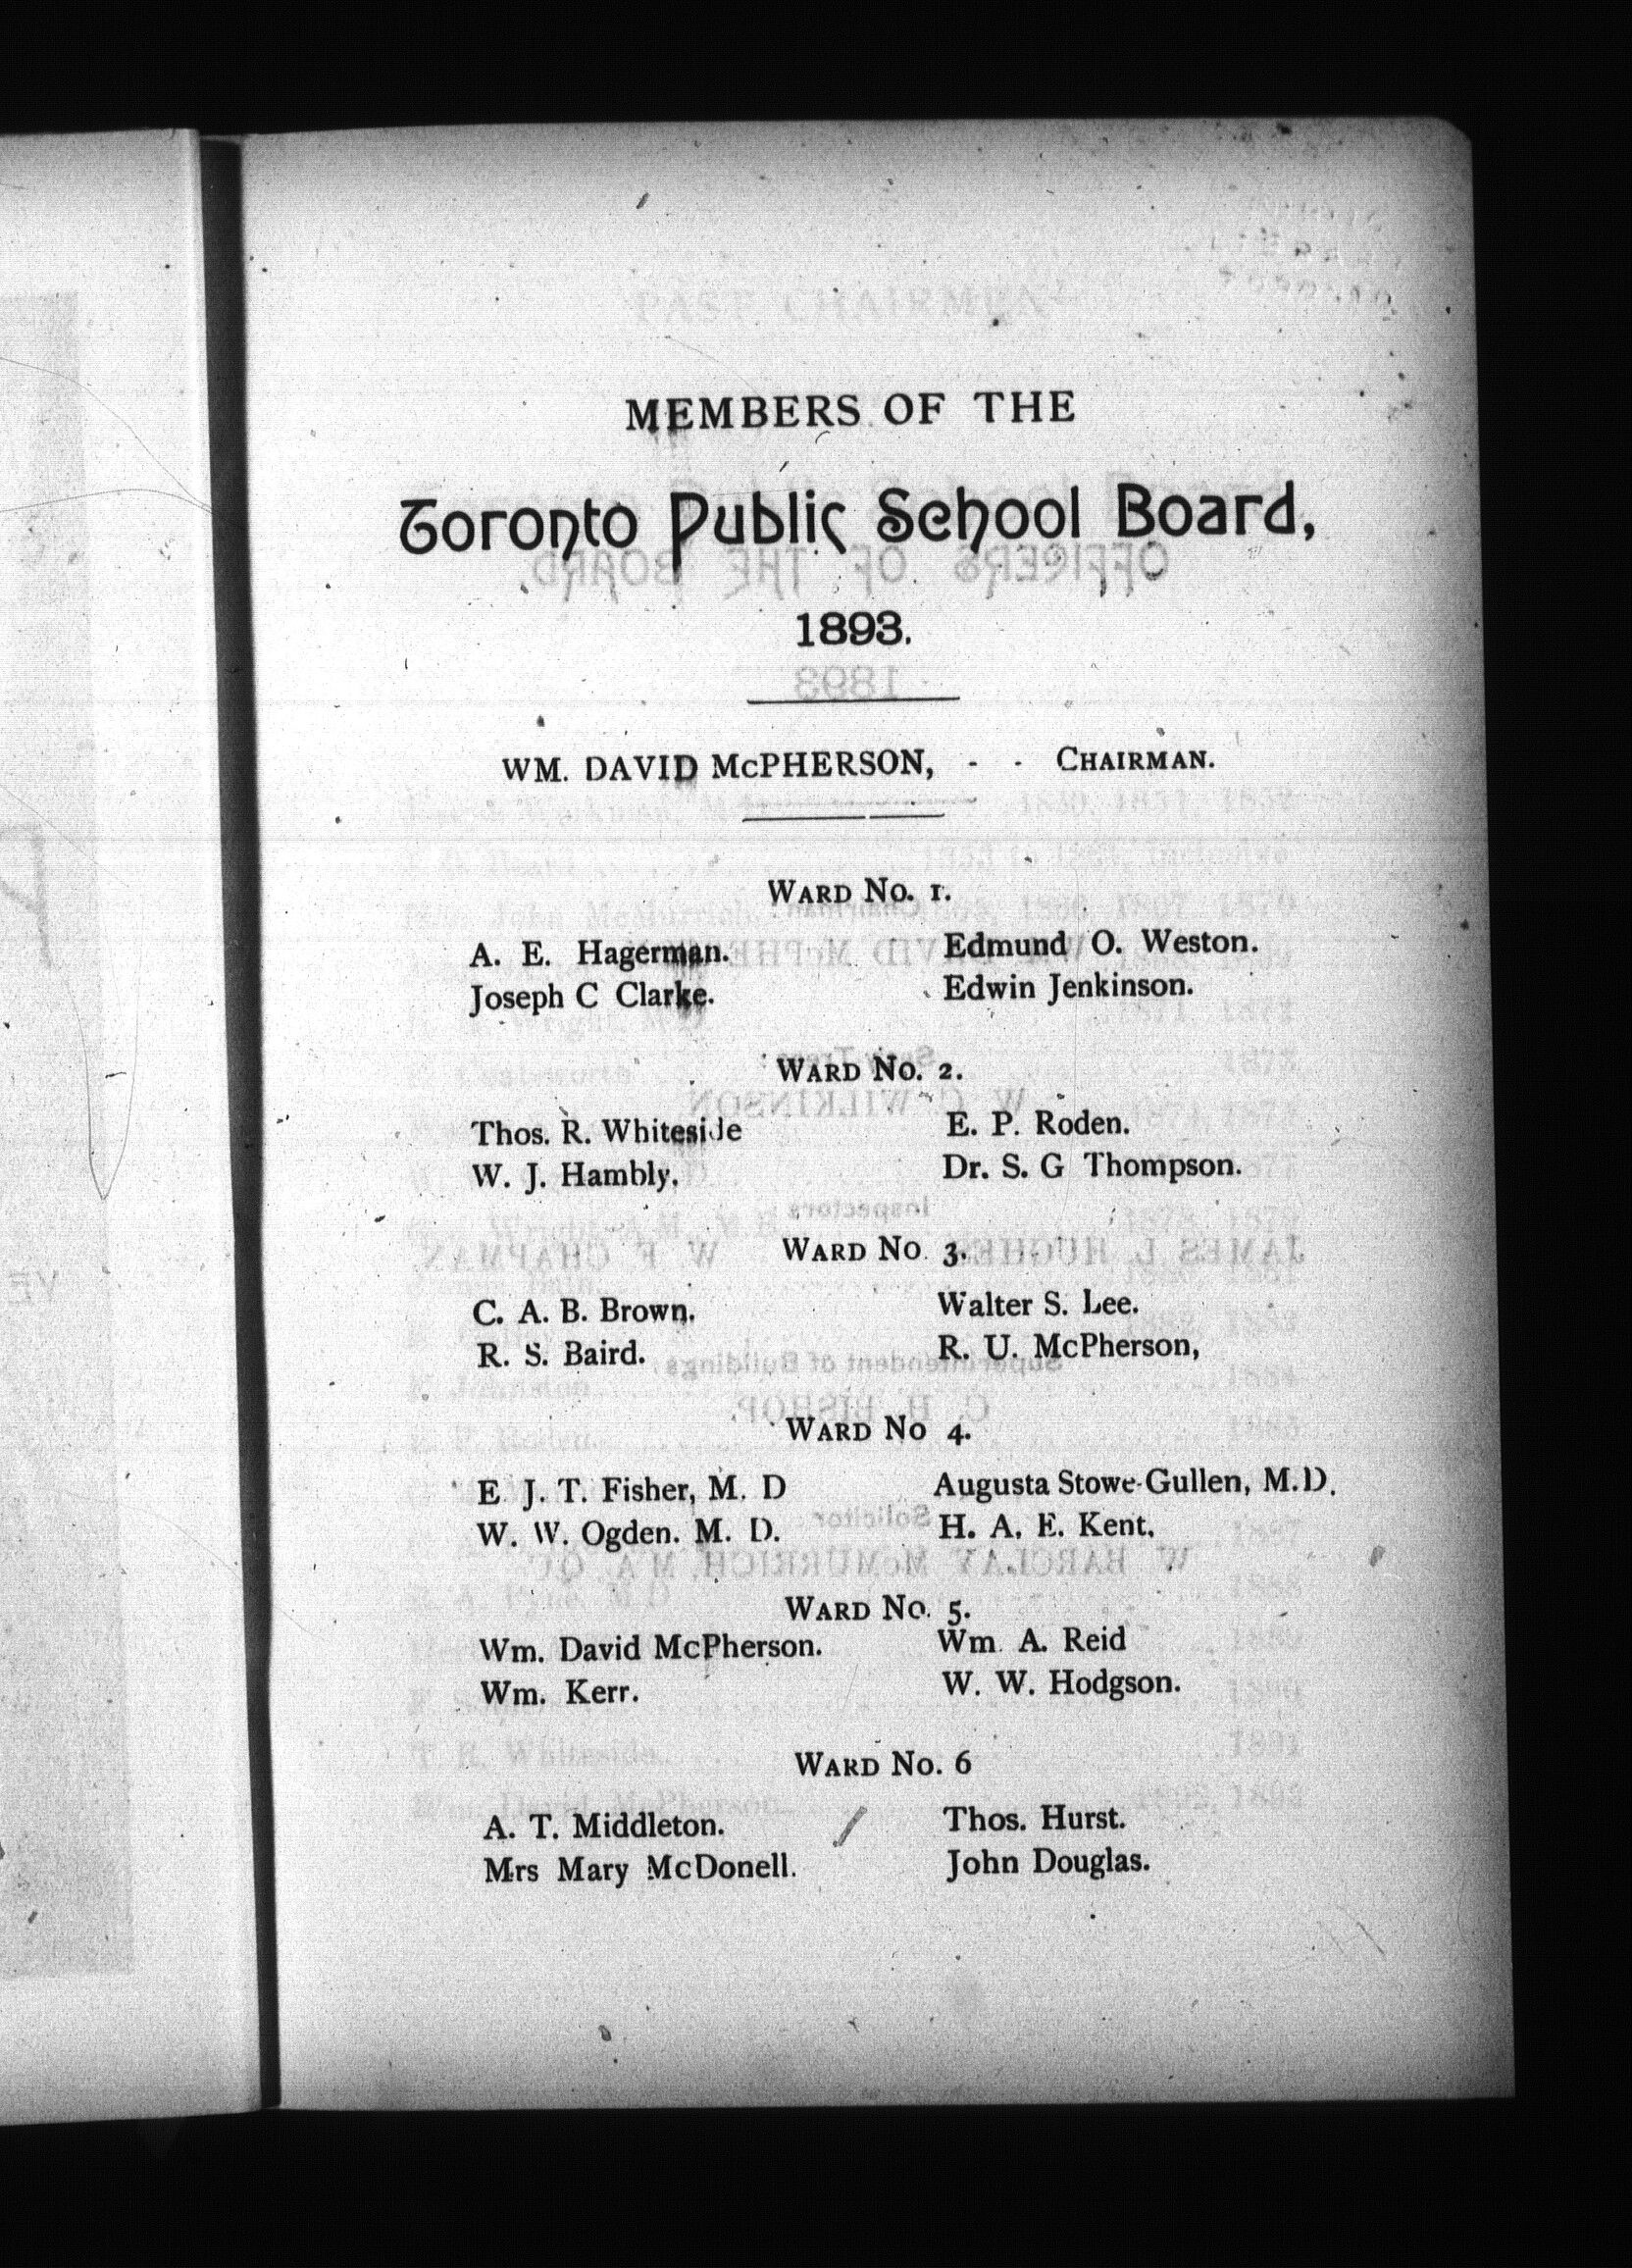 MEMBERS OF THE
Toronto Public School Board,
1893.
WM. DAVID McPHERSON, - - CHAIRMAN.
WARD No. 1.
A. E. Hagerman. Edmund O. Weston.
Joseph C Clarke. Edwin Jenkinson.
WARD No. 2.
Thos. R. Whiteside E. P. Roden.
W. J. Hambly. Dr. S. G Thompson.
WARD No. 3.
C. A. B. Brown. Walter S. Lee.
R. S. Baird. R. U. McPherson,
WARD No 4.
E J. T. Fisher, M. D Augusta Stowe-Gullen, M.D.
W. W. Ogden. M. D. H. A. E. Kent.
WARD No. 5.
Wm. David McPherson. Wm. A. Reid
Wm. Kerr. W. W. Hodgson.
WARD No. 6
A. T. Middleton. Thos. Hurst.
Mrs Mary McDonell. John Douglas.